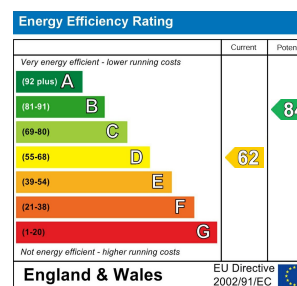 Energy Efficiency Rating
Current
Very energy efficient - lower running costs
(92 plus) A
(81-91) B
(69-80) C
(55-68) D
62
(39-54) E
(21-38) F
(1-20) G
Not energy efficient - higher running costs
England & Wales
EU Directive
2002/91/EC